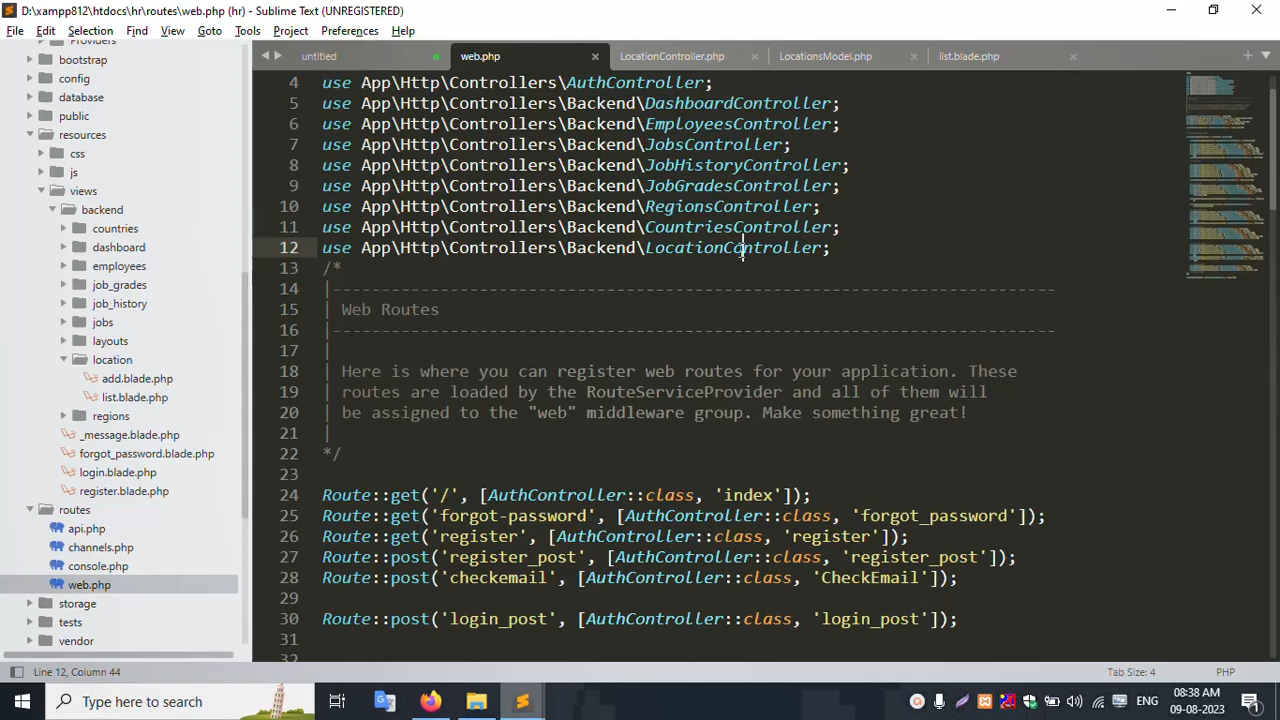 D:\xampp812\htdocs\hr\routes\web.php (hr) - Sublime Text (UNREGISTERED)
File Edit Selection Find View Goto Tools Project Preferences Help
Providers
bootstrap
config
database
public
resources
css
js
views
backend
countries
dashboard
employees
job_grades
job_history
jobs
layouts
location
add.blade.php
list.blade.php
regions
_message.blade.php
forgot_password.blade.php
login.blade.php
register.blade.php
routes
api.php
channels.php
console.php
web.php
storage
tests
vendor
untitled web.php LocationController.php LocationsModel.php list.blade.php
4 use App\Http\Controllers\AuthController;
5 use App\Http\Controllers\Backend\DashboardController;
6 use App\Http\Controllers\Backend\EmployeesController;
7 use App\Http\Controllers\Backend\JobsController;
8 use App\Http\Controllers\Backend\JobHistoryController;
9 use App\Http\Controllers\Backend\JobGradesController;
10 use App\Http\Controllers\Backend\RegionsController;
11 use App\Http\Controllers\Backend\CountriesController;
12 use App\Http\Controllers\Backend\LocationController;
13 /*
14 |--------------------------------------------------------------------------
15 | Web Routes
16 |--------------------------------------------------------------------------
17 |
18 | Here is where you can register web routes for your application. These
19 | routes are loaded by the RouteServiceProvider and all of them will
20 | be assigned to the "web" middleware group. Make something great!
21 |
22 */
23
24 Route::get('/', [AuthController::class, 'index']);
25 Route::get('forgot-password', [AuthController::class, 'forgot_password']);
26 Route::get('register', [AuthController::class, 'register']);
27 Route::post('register_post', [AuthController::class, 'register_post']);
28 Route::post('checkemail', [AuthController::class, 'CheckEmail']);
29
30 Route::post('login_post', [AuthController::class, 'login_post']);
31
32
Line 12, Column 44 Tab Size: 4 PHP
Type here to search
ENG
08:38 AM
09-08-2023